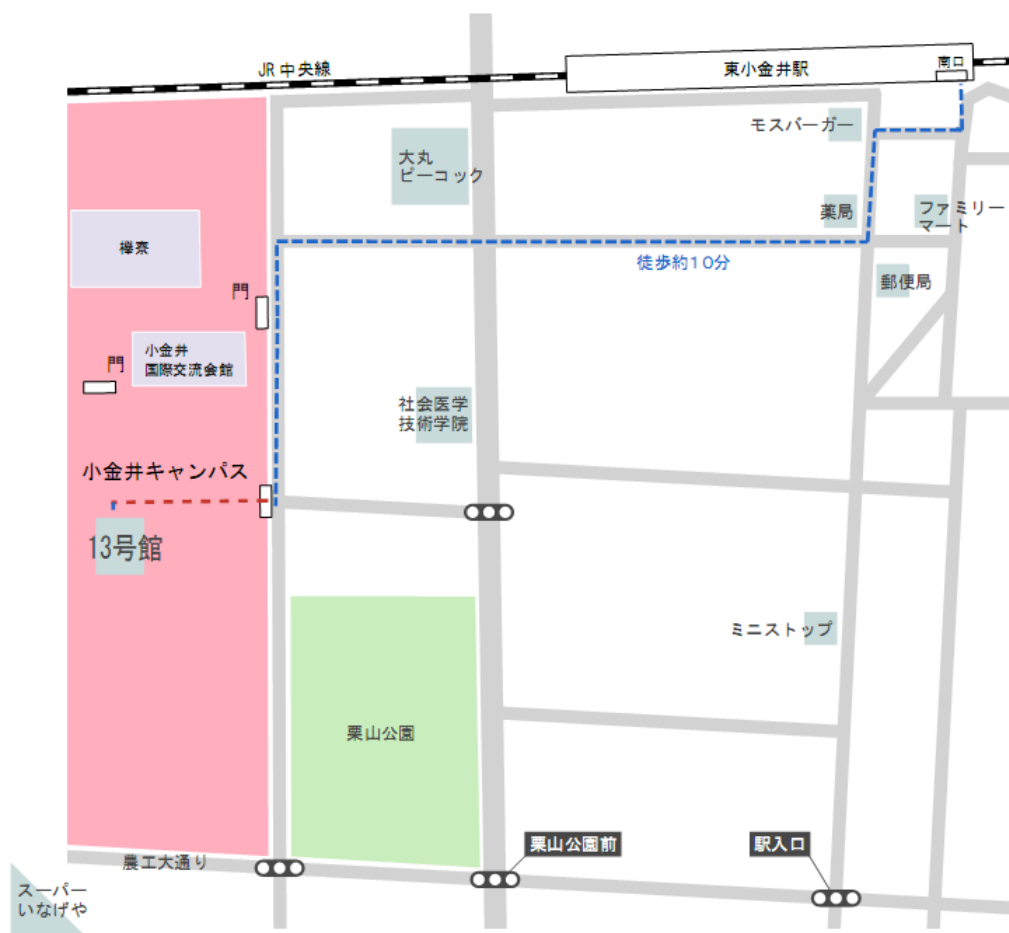 JR中央線
東小金井駅
南口
モスバーガー
大丸
ピーコック
薬局
ファミリー
マート
欅寮
徒歩約10分
郵便局
門
小金井
国際交流会館
門
社会医学
技術学院
小金井キャンパス
13号館
ミニストップ
栗山公園
栗山公園前
駅入口
農工大通り
スーパー
いなげや